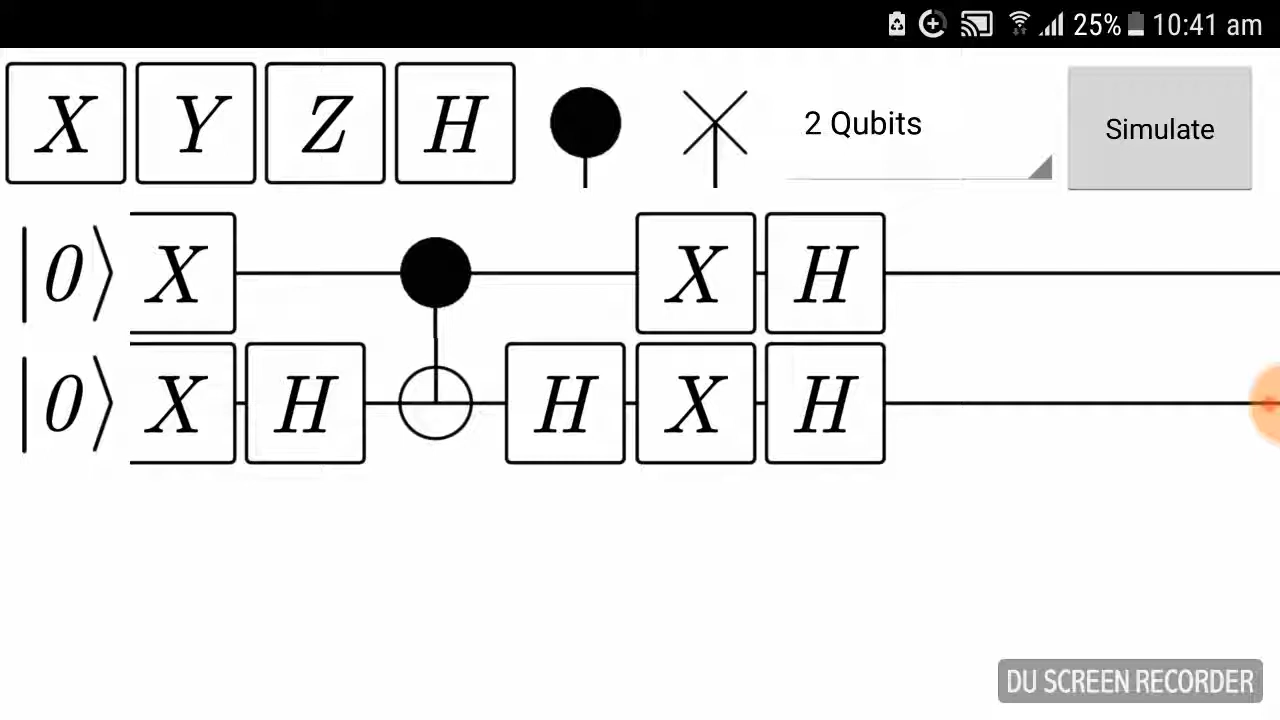 25% 10:41 am
X Y Z H 2 Qubits Simulate
|0⟩ X X H
|0⟩ X H H X H
DU SCREEN RECORDER